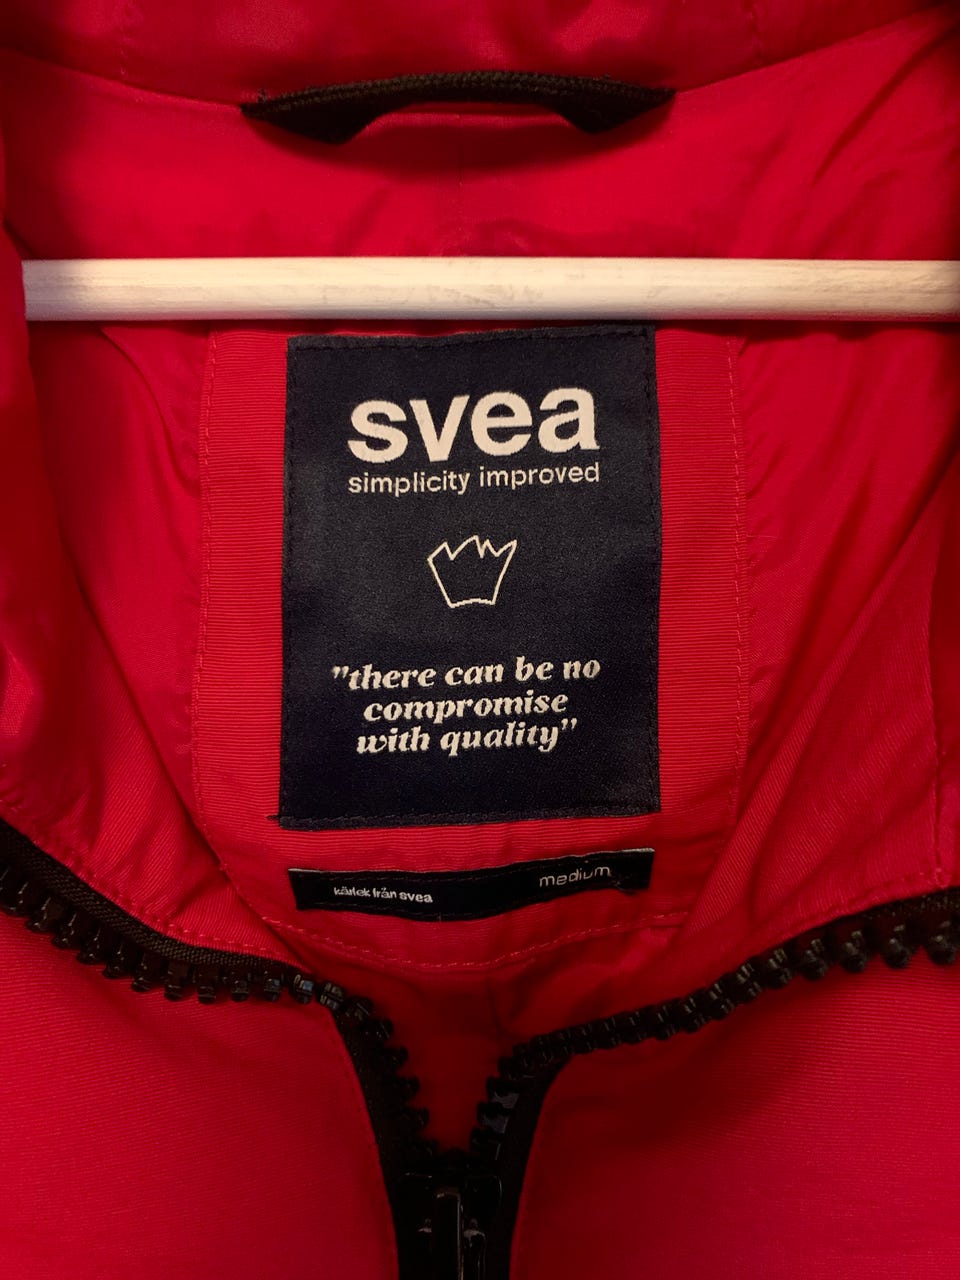 svea
simplicity improved
"there can be no
compromise
with quality"
kärlek från svea
medium